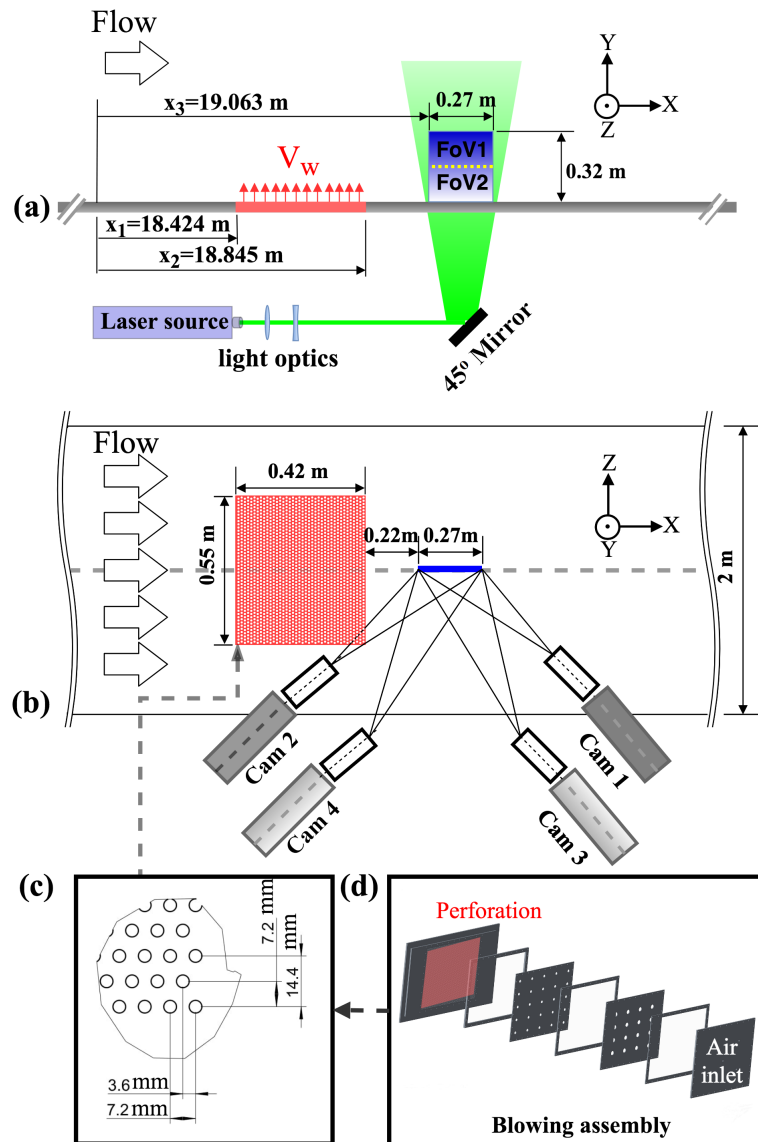 Flow
x3=19.063 m
0.27 m
Y
X
Z
Vw
FoV1
FoV2
0.32 m
(a)
x1=18.424 m
x2=18.845 m
Laser source
light optics
45º Mirror
Flow
0.42 m
Z
X
Y
0.22m
0.27m
0.55 m
2 m
(b)
Cam 2
Cam 1
Cam 4
Cam 3
(c)
(d)
7.2 mm
14.4 mm
3.6 mm
7.2 mm
Perforation
Air
inlet
Blowing assembly